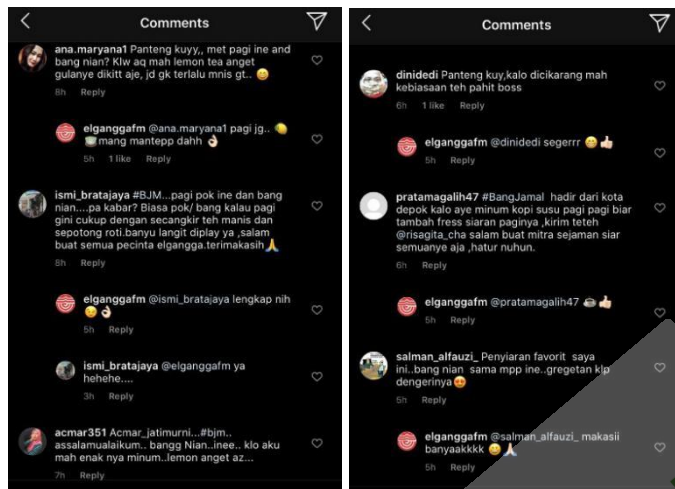 Comments
ana.maryana1 Panteng kuyy,, met pagi ine and
bang nian? Klw aq mah lemon tea anget
gulanye dikitt aje, jd gk terlalu mnis gt.. 😊
8h Reply
elganggafm @ana.maryana1 pagi jg.. 🍋
🍵mang mantepp dahh 👌🏻
5h 1 like Reply
ismi_bratajaya #BJM...pagi pok ine dan bang
nian....pa kabar? Biasa pok/ bang kalau pagi
gini cukup dengan secangkir teh manis dan
sepotong roti.banyu langit diplay ya ,salam
buat semua pecinta elgangga.terimakasih🙏
8h Reply
elganggafm @ismi_bratajaya lengkap nih
😉👌🏻
5h Reply
ismi_bratajaya @elganggafm ya
hehehe....
3h Reply
acmar351 Acmar_jatimurni...#bjm..
assalamualaikum.. bangg Nian..inee.. klo aku
mah enak nya minum..lemon anget az...
7h Reply
Comments
dinidedi Panteng kuy,kalo dicikarang mah
kebiasaan teh pahit boss
6h 1 like Reply
elganggafm @dinidedi segerrr 😊👍🏻
5h Reply
pratamagalih47 #BangJamal hadir dari kota
depok kalo aye minum kopi susu pagi pagi biar
tambah fress siaran paginya ,kirim teteh
@risagita_cha salam buat mitra sejaman siar
semuanye aja ,hatur nuhun.
6h Reply
elganggafm @pratamagalih47 ☕👍🏻
5h Reply
salman_alfauzi_ Penyiaran favorit saya
ini..bang nian sama mpp ine..gregetan klp
dengerinya😍
5h Reply
elganggafm @salman_alfauzi_ makasii
banyaakkkk 😊🙏🏻
5h Reply